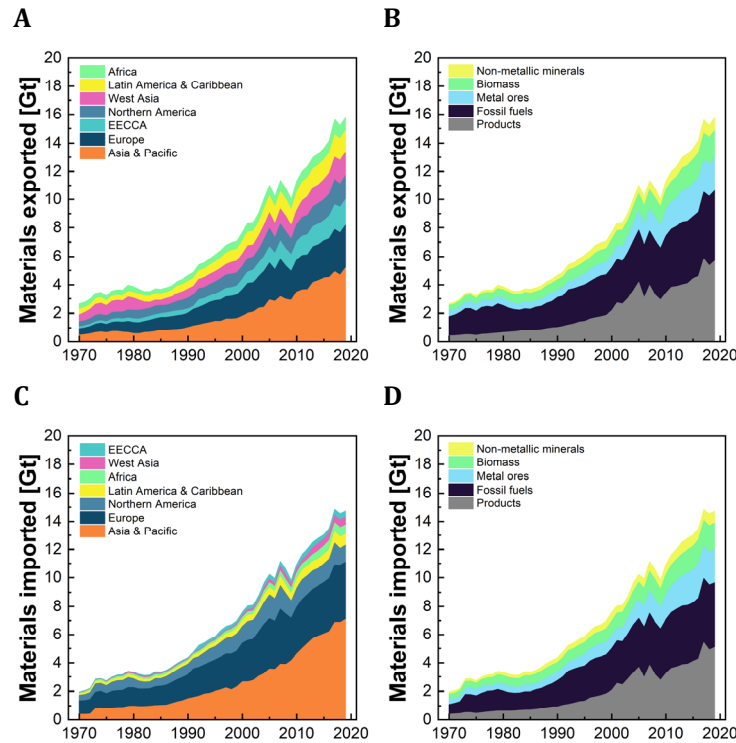 A
Materials exported [Gt]
20
18
16
14
12
10
8
6
4
2
0
Africa
Latin America & Caribbean
West Asia
Northern America
EECCA
Europe
Asia & Pacific
1970 1980 1990 2000 2010 2020
B
Materials exported [Gt]
20
18
16
14
12
10
8
6
4
2
0
Non-metallic minerals
Biomass
Metal ores
Fossil fuels
Products
1970 1980 1990 2000 2010 2020
C
Materials imported [Gt]
20
18
16
14
12
10
8
6
4
2
0
EECCA
West Asia
Africa
Latin America & Caribbean
Northern America
Europe
Asia & Pacific
1970 1980 1990 2000 2010 2020
D
Materials imported [Gt]
20
18
16
14
12
10
8
6
4
2
0
Non-metallic minerals
Biomass
Metal ores
Fossil fuels
Products
1970 1980 1990 2000 2010 2020